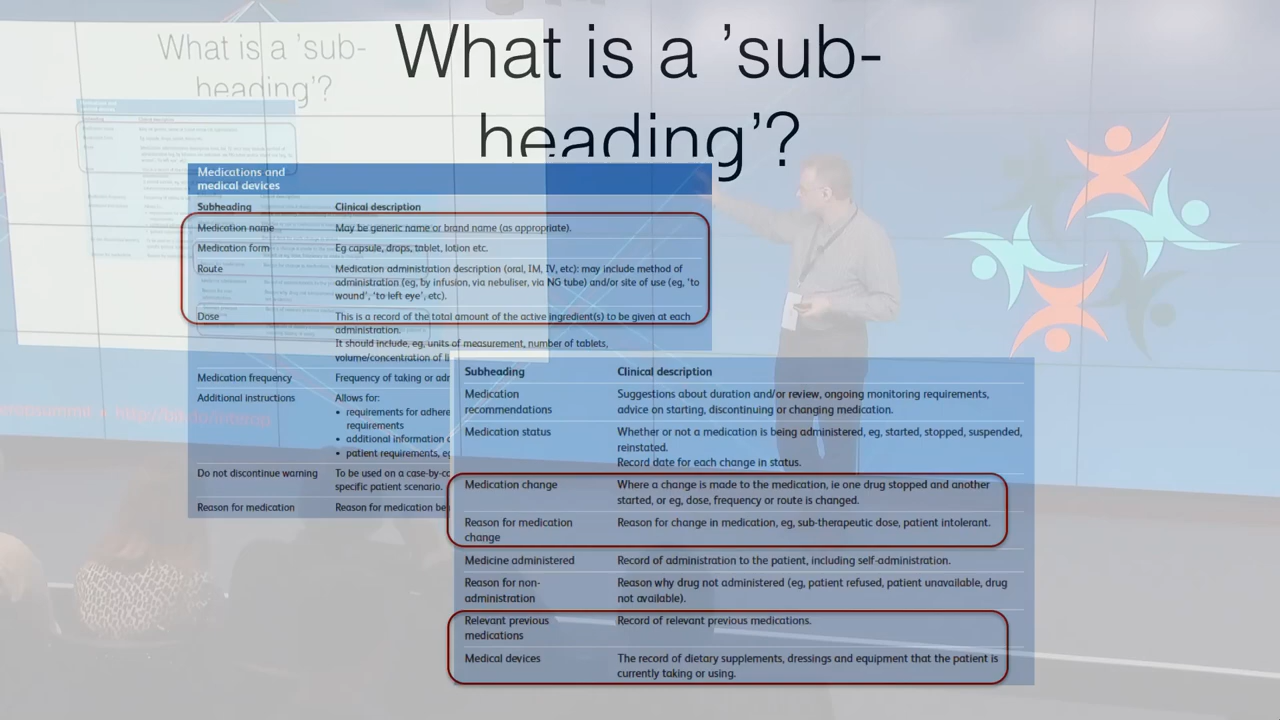 What is a 'sub-
heading'?
What is a 'sub-
heading'?
Medications and
medical devices
Subheading Clinical description
Medication name May be generic name or brand name (as appropriate).
Medication form Eg capsule, drops, tablet, lotion etc.
Route Medication administration description (oral, IM, IV, etc): may include method of
administration (eg, by infusion, via nebuliser, via NG tube) and/or site of use (eg, 'to
wound', 'to left eye', etc).
Dose This is a record of the total amount of the active ingredient(s) to be given at each
administration.
It should include, eg, units of measurement, number of tablets,
volume/concentration of
Medication frequency Frequency of taking or
Additional instructions Allows for:
• requirements for
requirements
• additional information
• patient requirements,
Do not discontinue warning To be used on a
specific patient scenario.
Reason for medication Reason for medication
Subheading Clinical description
Medication
recommendations
Suggestions about duration and/or review, ongoing monitoring requirements,
advice on starting, discontinuing or changing medication.
Medication status Whether or not a medication is being administered, eg, started, stopped, suspended,
reinstated.
Record date for each change in status.
Medication change Where a change is made to the medication, ie one drug stopped and another
started, or eg, dose, frequency or route is changed.
Reason for medication
change
Reason for change in medication, eg, sub-therapeutic dose, patient intolerant.
Medicine administered Record of administration to the patient, including self-administration.
Reason for non-
administration
Reason why drug not administered (eg, patient refused, patient unavailable, drug
not available).
Relevant previous
medications
Record of relevant previous medications.
Medical devices The record of dietary supplements, dressings and equipment that the patient is
currently taking or using.